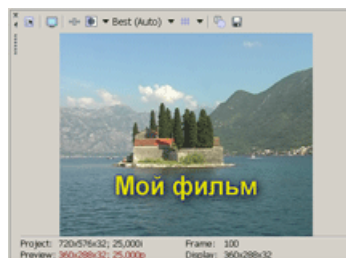 Best (Auto)
Мой фильм
Project: 720x576x32; 25,000i Frame: 100
Preview: 360x288x32; 25,000p Display: 360x288x32